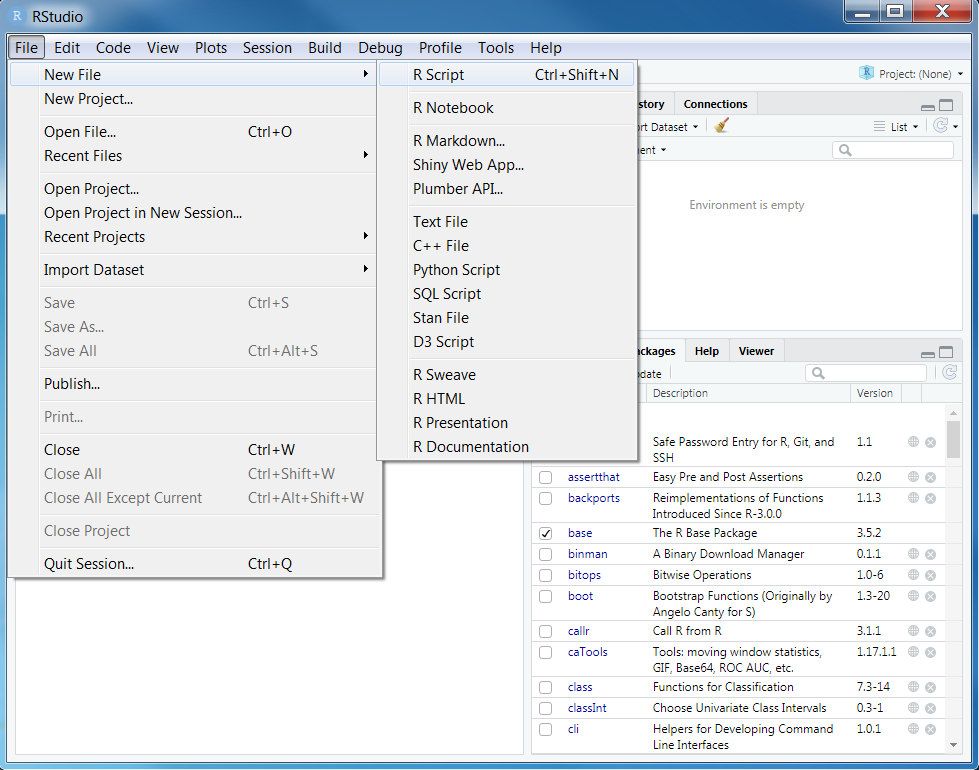 RStudio
File Edit Code View Plots Session Build Debug Profile Tools Help
New File
New Project...
Open File... Ctrl+O
Recent Files
Open Project...
Open Project in New Session...
Recent Projects
Import Dataset
Save Ctrl+S
Save As...
Save All Ctrl+Alt+S
Publish...
Print...
Close Ctrl+W
Close All Ctrl+Shift+W
Close All Except Current Ctrl+Alt+Shift+W
Close Project
Quit Session... Ctrl+Q
R Script Ctrl+Shift+N
R Notebook
R Markdown...
Shiny Web App...
Plumber API...
Text File
C++ File
Python Script
SQL Script
Stan File
D3 Script
R Sweave
R HTML
R Presentation
R Documentation
R Project: (None)
story Connections
rt Dataset List
ment
Environment is empty
ckages Help Viewer
date
Description Version
Safe Password Entry for R, Git, and 1.1
SSH
assertthat Easy Pre and Post Assertions 0.2.0
backports Reimplementations of Functions 1.1.3
Introduced Since R-3.0.0
base The R Base Package 3.5.2
binman A Binary Download Manager 0.1.1
bitops Bitwise Operations 1.0-6
boot Bootstrap Functions (Originally by 1.3-20
Angelo Canty for S)
callr Call R from R 3.1.1
caTools Tools: moving window statistics, 1.17.1.1
GIF, Base64, ROC AUC, etc.
class Functions for Classification 7.3-14
classInt Choose Univariate Class Intervals 0.3-1
cli Helpers for Developing Command 1.0.1
Line Interfaces